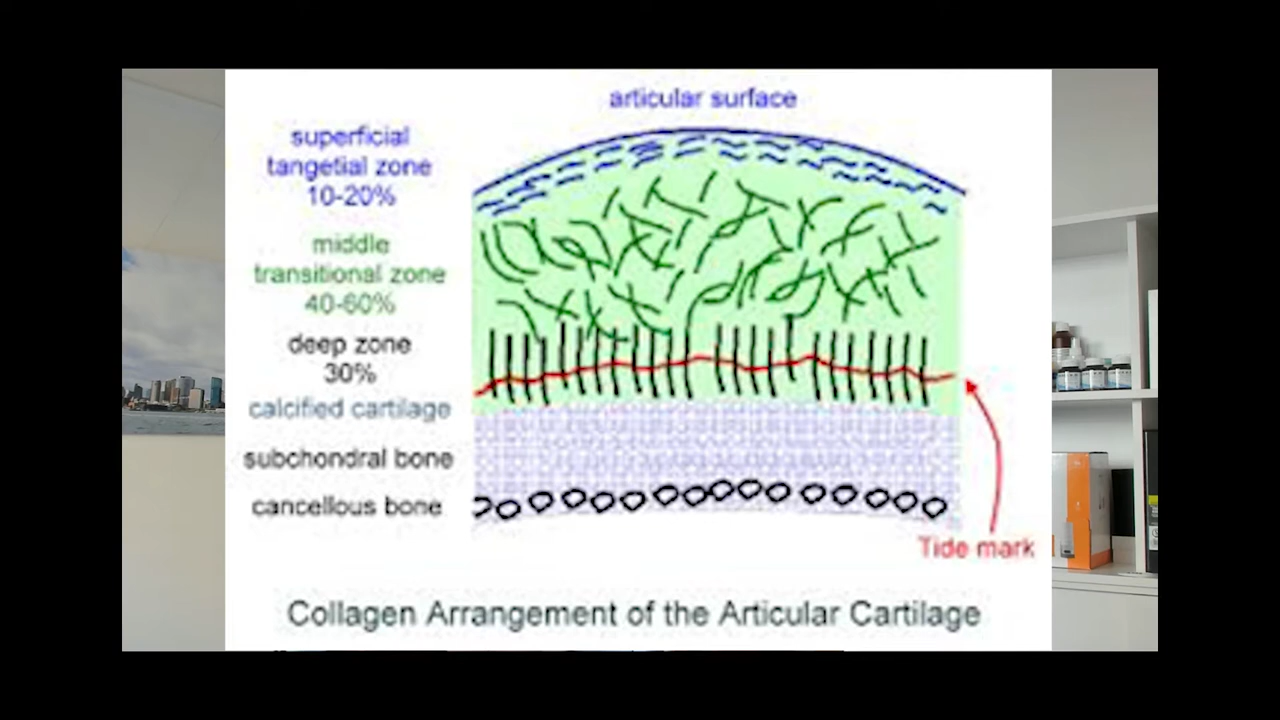 articular surface
superficial
tangetial zone
10-20%
middle
transitional zone
40-60%
deep zone
30%
calcified cartilage
subchondral bone
cancellous bone
Tide mark
Collagen Arrangement of the Articular Cartilage